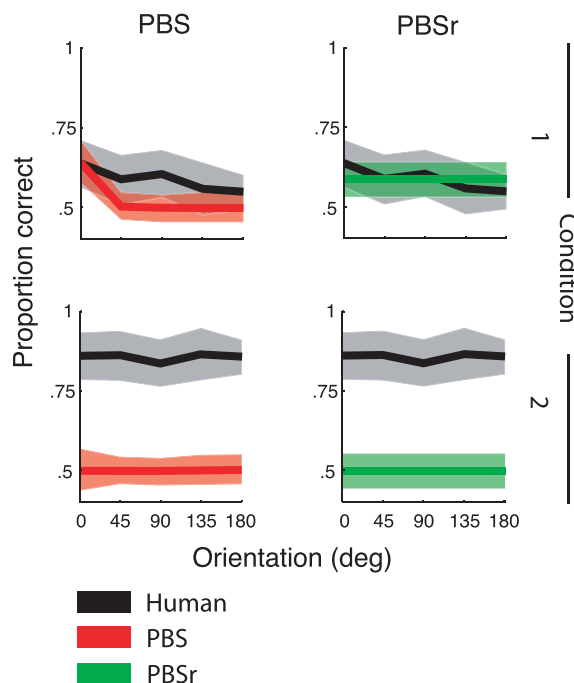 PBS PBSr
1
.75
.5
1
.75
.5
1
.75
.5
0 45 90 135 180
1
.75
.5
0 45 90 135 180
Proportion correct
Orientation (deg)
1
Condition
2
Human
PBS
PBSr